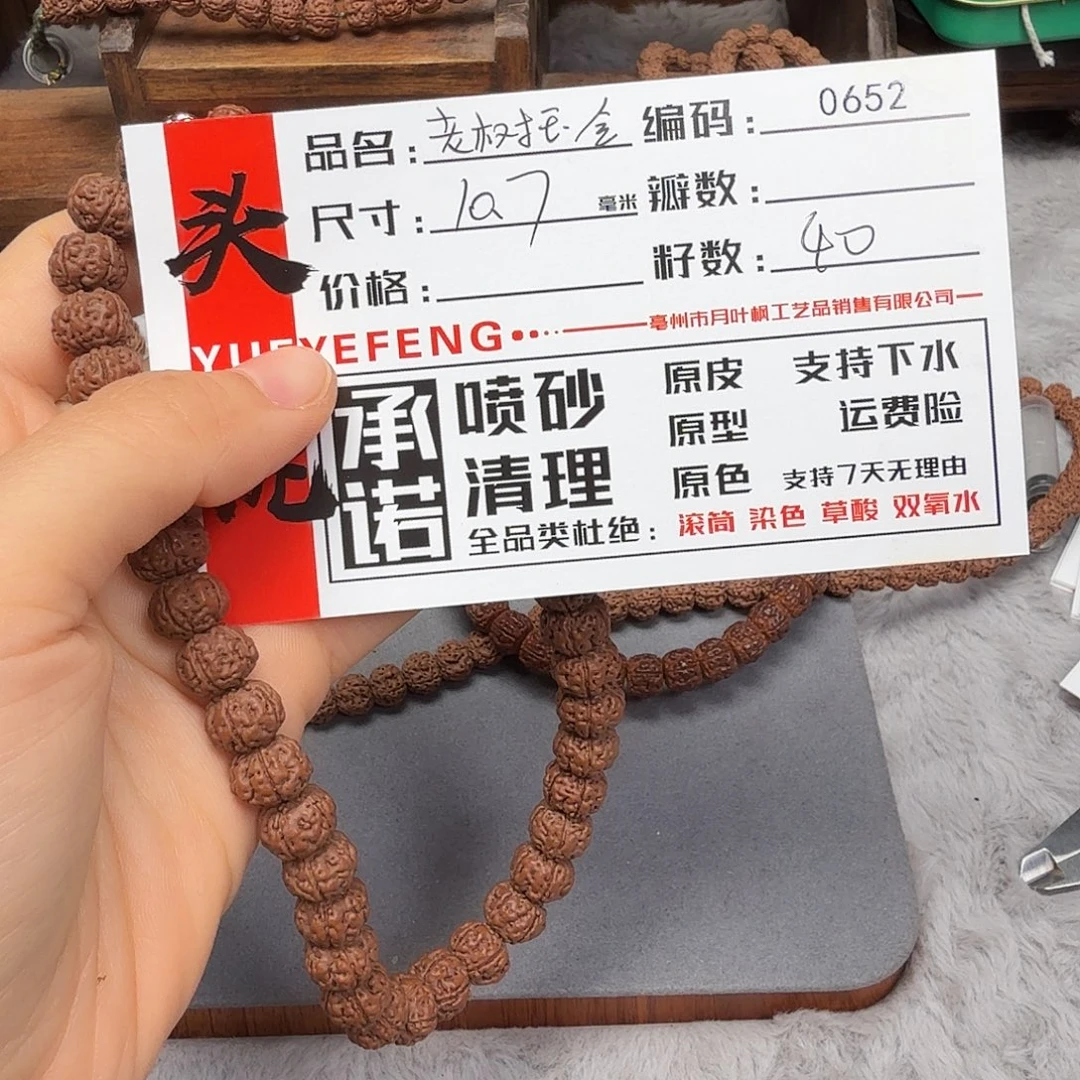 头
品名：老权托金 编码：0652
尺寸：10.7 毫米 瓣数：
价格： 籽数：40
YUEYEFENG 亳州市月叶枫工艺品销售有限公司
承诺
喷砂 清理
原皮 支持下水
原型 运费险
原色 支持7天无理由
全品类杜绝：滚筒 染色 草酸 双氧水